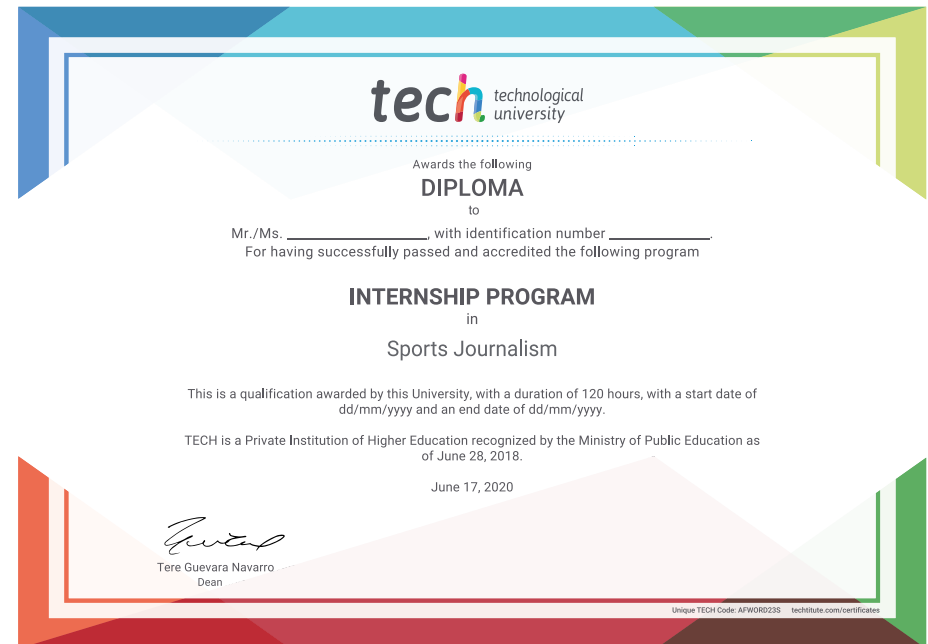 tech technological
university
Awards the following
DIPLOMA
to
Mr./Ms. ____________________, with identification number ______________.
For having successfully passed and accredited the following program
INTERNSHIP PROGRAM
in
Sports Journalism
This is a qualification awarded by this University, with a duration of 120 hours, with a start date of
dd/mm/yyyy and an end date of dd/mm/yyyy.
TECH is a Private Institution of Higher Education recognized by the Ministry of Public Education as
of June 28, 2018.
June 17, 2020
Tere Guevara Navarro
Dean
Unique TECH Code: AFWORD23S techtitute.com/certificates